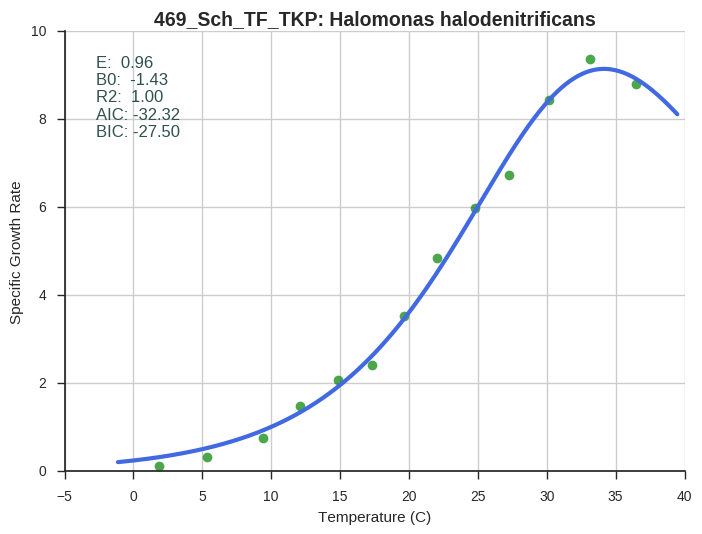 469_Sch_TF_TKP: Halomonas halodenitrificans
10
E: 0.96
B0: -1.43
R2: 1.00
AIC: -32.32
BIC: -27.50
8
6
4
2
0
Specific Growth Rate
-5 0 5 10 15 20 25 30 35 40
Temperature (C)